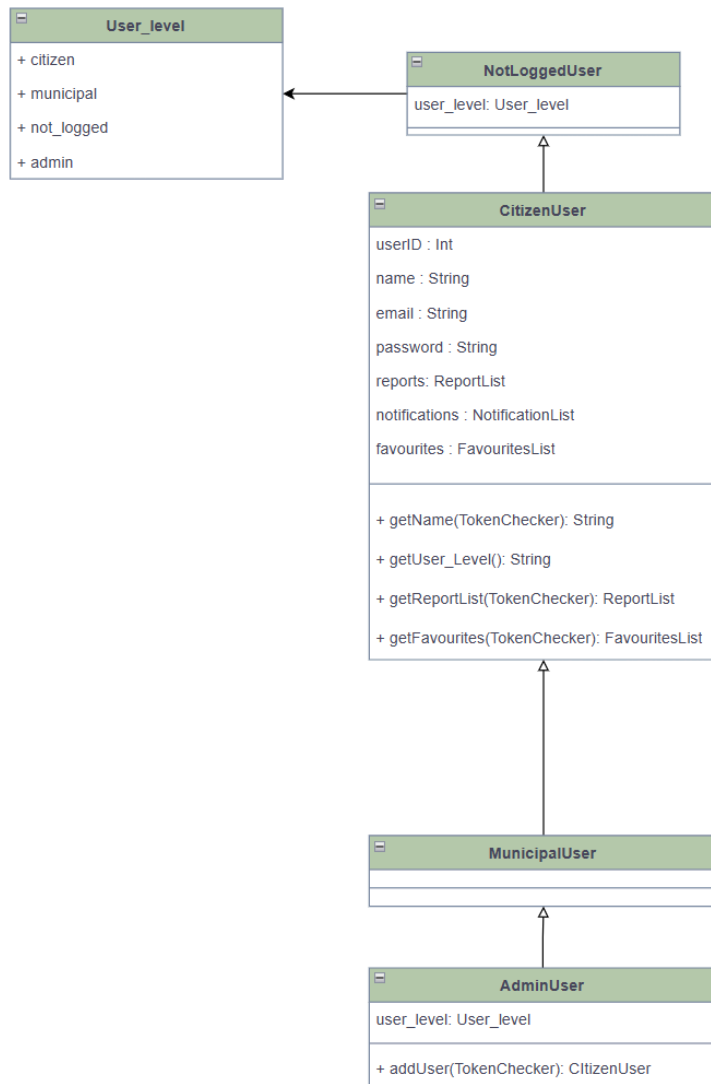 User_level
+ citizen
+ municipal
+ not_logged
+ admin
NotLoggedUser
user_level: User_level
CitizenUser
userID : Int
name : String
email : String
password : String
reports: ReportList
notifications : NotificationList
favourites : FavouritesList
+ getName(TokenChecker): String
+ getUser_Level(): String
+ getReportList(TokenChecker): ReportList
+ getFavourites(TokenChecker): FavouritesList
MunicipalUser
AdminUser
user_level: User_level
+ addUser(TokenChecker): CItizenUser